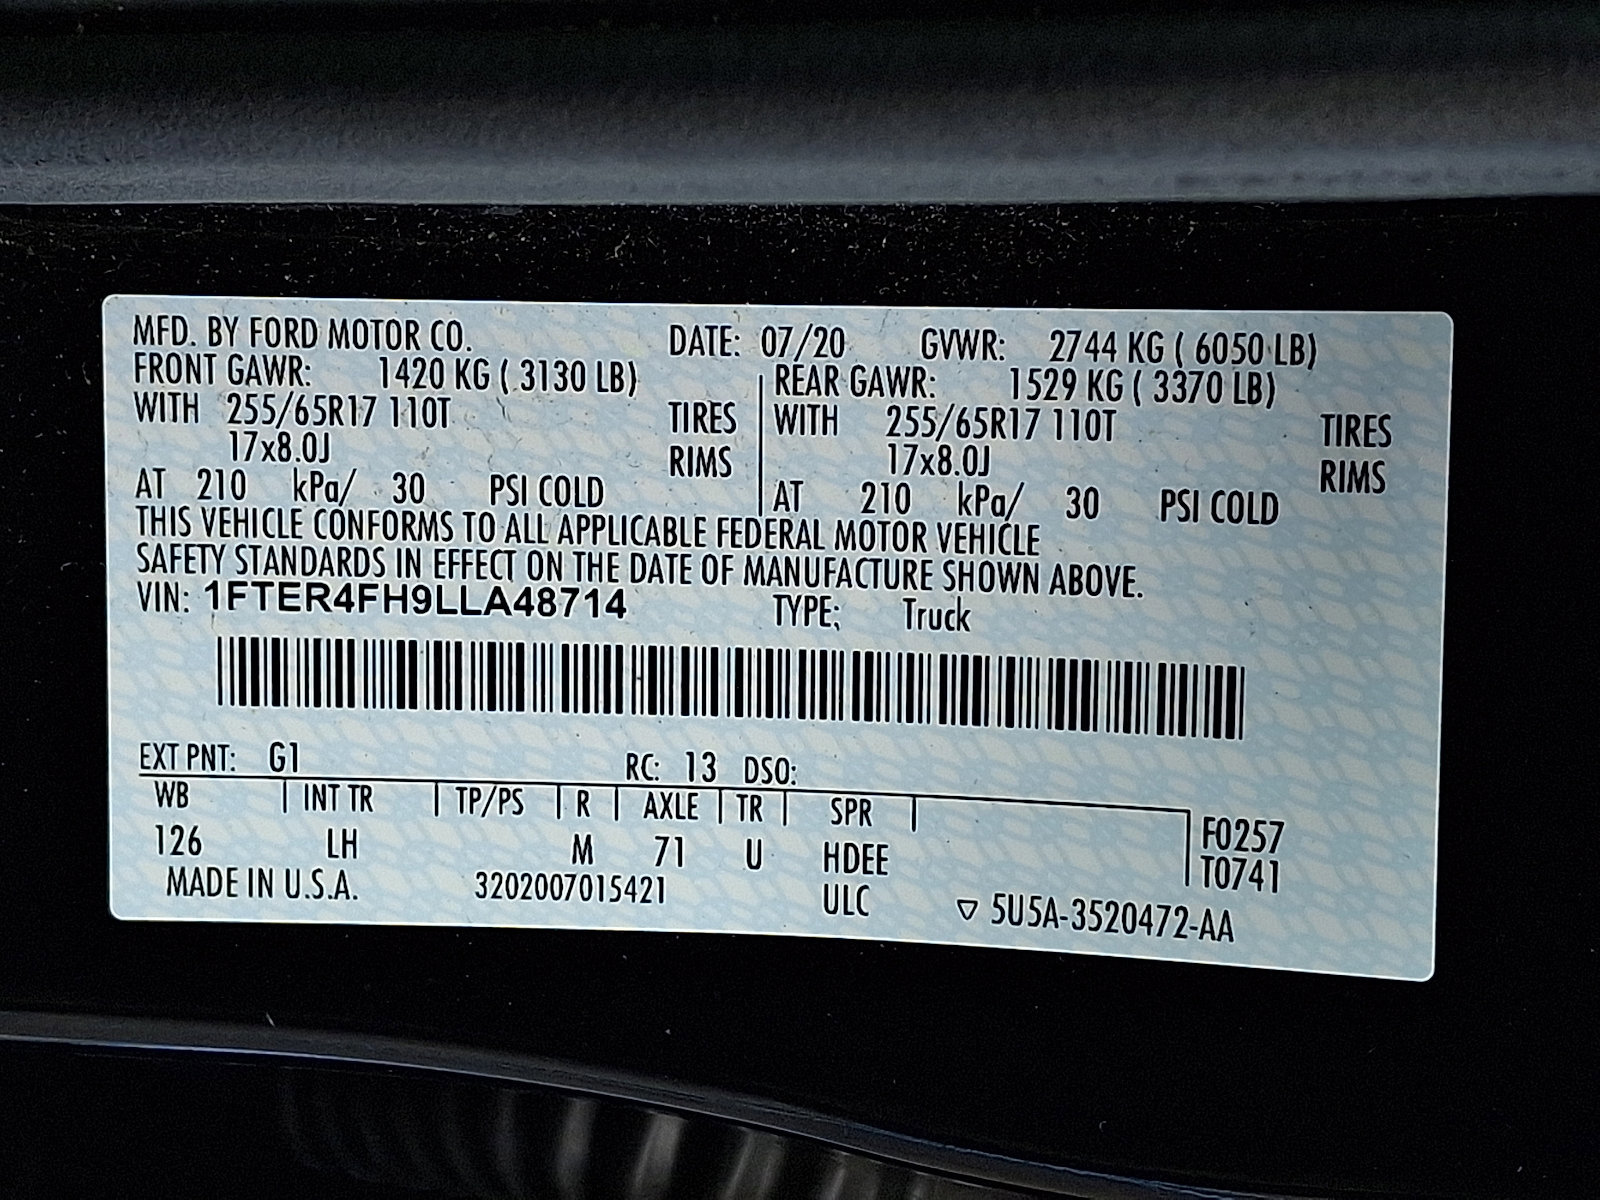 MFD. BY FORD MOTOR CO. DATE: 07/20 GVWR: 2744 KG ( 6050 LB)
FRONT GAWR: 1420 KG ( 3130 LB) REAR GAWR: 1529 KG ( 3370 LB)
WITH 255/65R17 110T TIRES WITH 255/65R17 110T TIRES
17x8.0J RIMS 17x8.0J RIMS
AT 210 kPa/ 30 PSI COLD AT 210 kPa/ 30 PSI COLD
THIS VEHICLE CONFORMS TO ALL APPLICABLE FEDERAL MOTOR VEHICLE
SAFETY STANDARDS IN EFFECT ON THE DATE OF MANUFACTURE SHOWN ABOVE.
VIN: 1FTER4FH9LLA48714 TYPE: Truck
EXT PNT: G1 RC: 13 DSO:
WB INT TR TP/PS R AXLE TR SPR F0257
126 LH M 71 U HDEE T0741
MADE IN U.S.A. 3202007015421 ULC ▽ 5U5A-3520472-AA